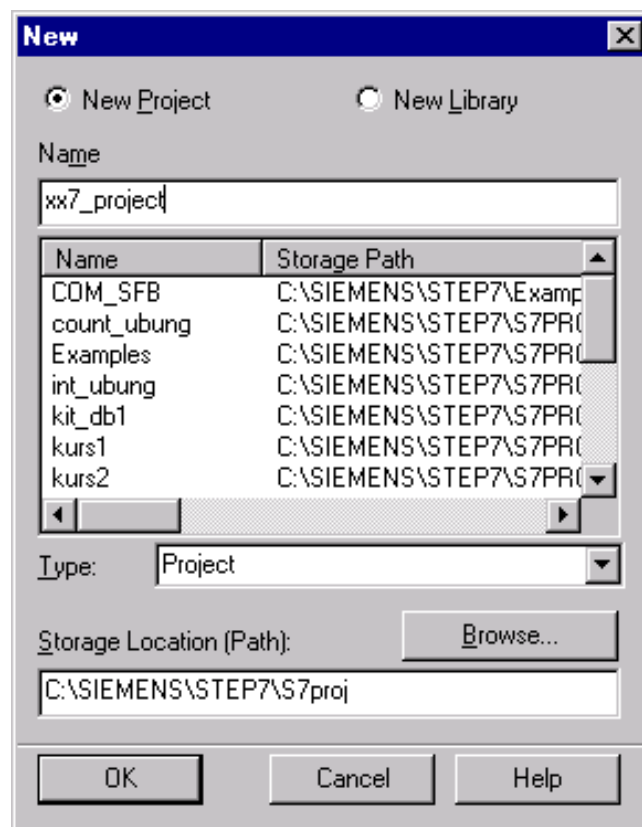 New
New Project New Library
Name
xx7_project
Name Storage Path
COM_SFB C:\SIEMENS\STEP7\Examp
count_ubung C:\SIEMENS\STEP7\S7PR
Examples C:\SIEMENS\STEP7\S7PR
int_ubung C:\SIEMENS\STEP7\S7PR
kit_db1 C:\SIEMENS\STEP7\S7PR
kurs1 C:\SIEMENS\STEP7\S7PR
kurs2 C:\SIEMENS\STEP7\S7PR
Type: Project
Storage Location (Path): Browse...
C:\SIEMENS\STEP7\S7proj
OK Cancel Help